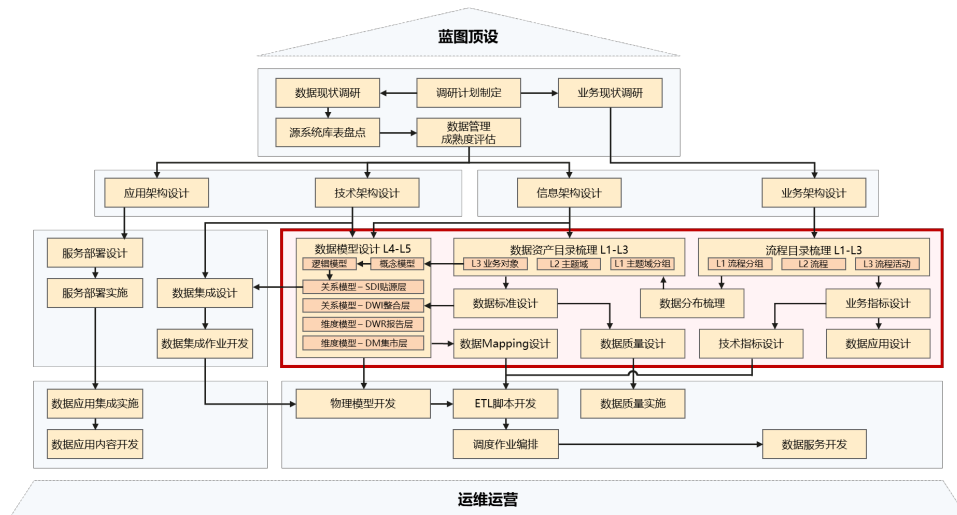 蓝图顶设
数据现状调研
调研计划制定
业务现状调研
源系统库表盘点
数据管理
成熟度评估
应用架构设计
技术架构设计
信息架构设计
业务架构设计
服务部署设计
服务部署实施
数据集成设计
数据集成作业开发
数据模型设计 L4-L5
逻辑模型
概念模型
关系模型 – SDI贴源层
关系模型 – DWI整合层
维度模型 – DWR报告层
维度模型 – DM集市层
数据资产目录梳理 L1-L3
L3 业务对象
L2 主题域
L1 主题域分组
数据标准设计
数据分布梳理
数据Mapping设计
数据质量设计
流程目录梳理 L1-L3
L1 流程分组
L2 流程
L3 流程活动
业务指标设计
技术指标设计
数据应用设计
数据应用集成实施
数据应用内容开发
物理模型开发
ETL脚本开发
数据质量实施
调度作业编排
数据服务开发
运维运营